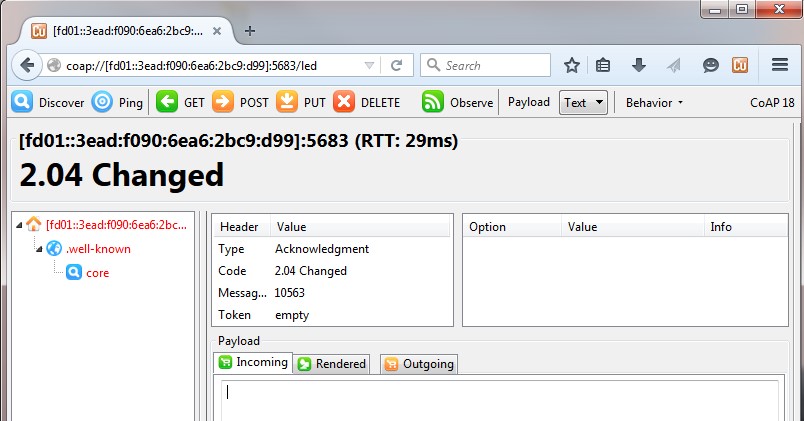 [fd01::3ead:f090:6ea6:2bc9:...
coap://[fd01::3ead:f090:6ea6:2bc9:d99]:5683/led
Search
Discover Ping GET POST PUT DELETE Observe Payload Text Behavior CoAP 18
[fd01::3ead:f090:6ea6:2bc9:d99]:5683 (RTT: 29ms)
2.04 Changed
[fd01::3ead:f090:6ea6:2bc...
.well-known
core
Header Value
Type Acknowledgment
Code 2.04 Changed
Messag... 10563
Token empty
Option Value Info
Payload
Incoming Rendered Outgoing